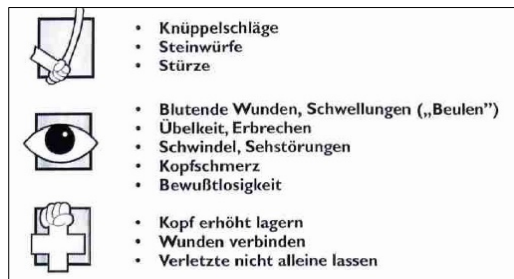 • Knüppelschläge
• Steinwürfe
• Stürze
• Blutende Wunden, Schwellungen („Beulen”)
• Übelkeit, Erbrechen
• Schwindel, Sehstörungen
• Kopfschmerz
• Bewußtlosigkeit
• Kopf erhöht lagern
• Wunden verbinden
• Verletzte nicht alleine lassen